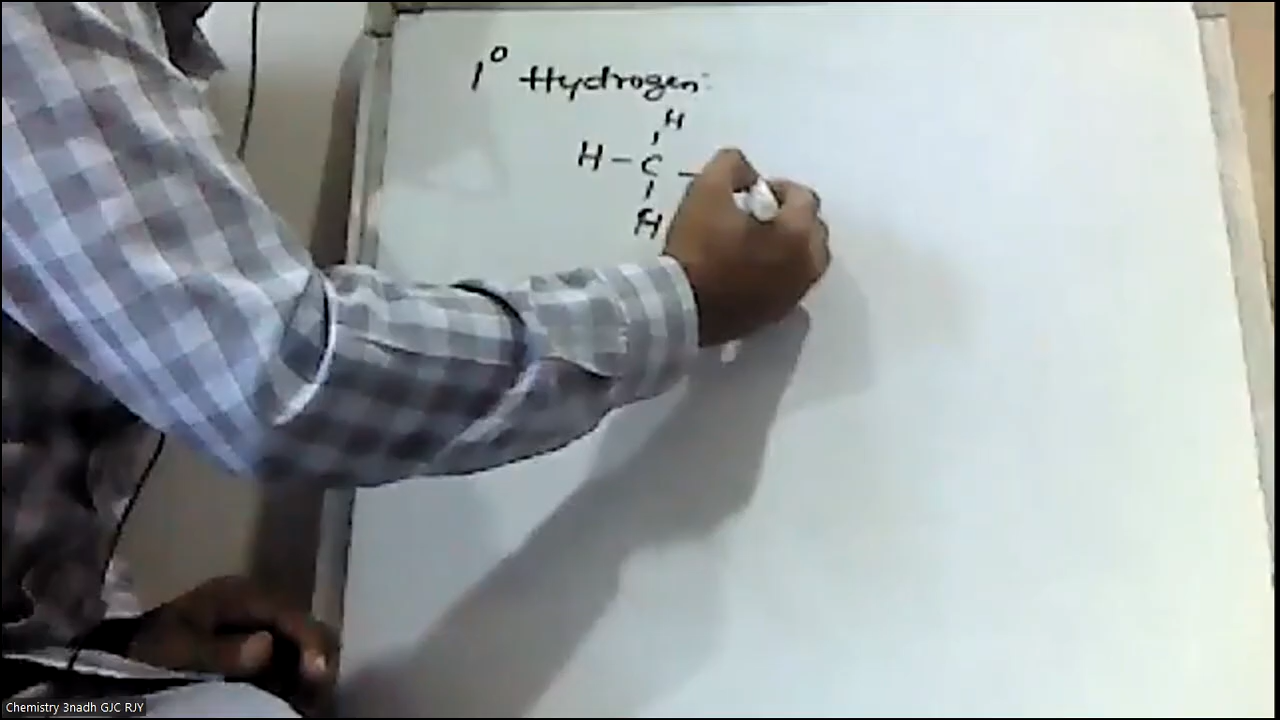 1° Hydrogen:
H
H - C -
H
Chemistry 3nadh GJC RJY